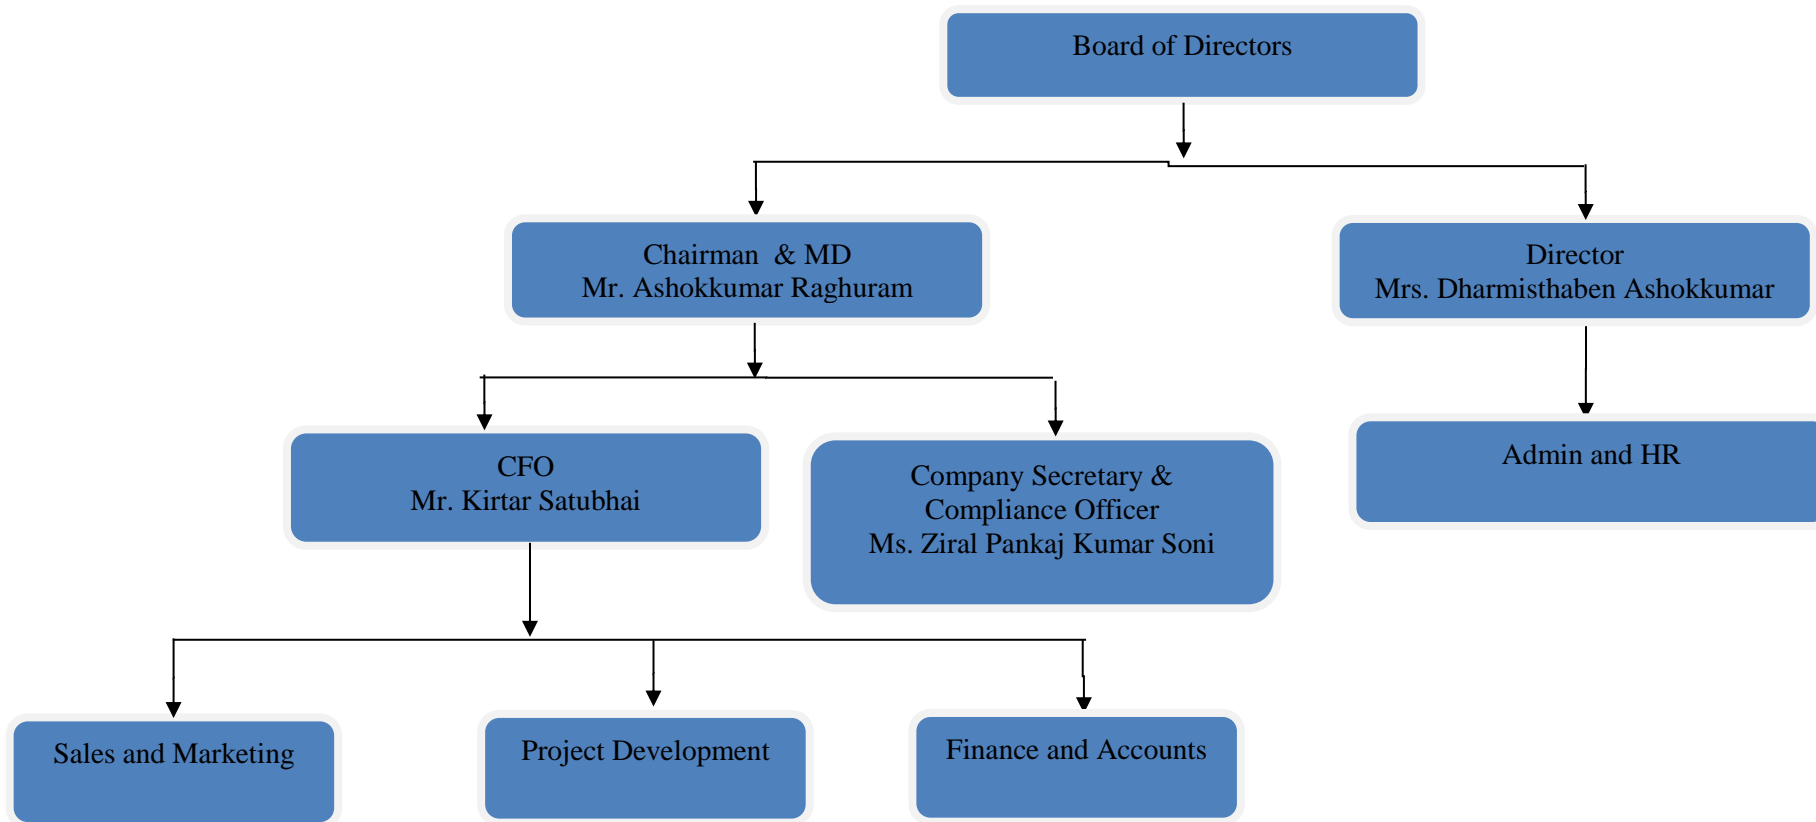 Board of Directors
Chairman & MD
Mr. Ashokkumar Raghuram
Director
Mrs. Dharmisthaben Ashokkumar
CFO
Mr. Kirtar Satubhai
Company Secretary &
Compliance Officer
Ms. Ziral Pankaj Kumar Soni
Admin and HR
Sales and Marketing
Project Development
Finance and Accounts